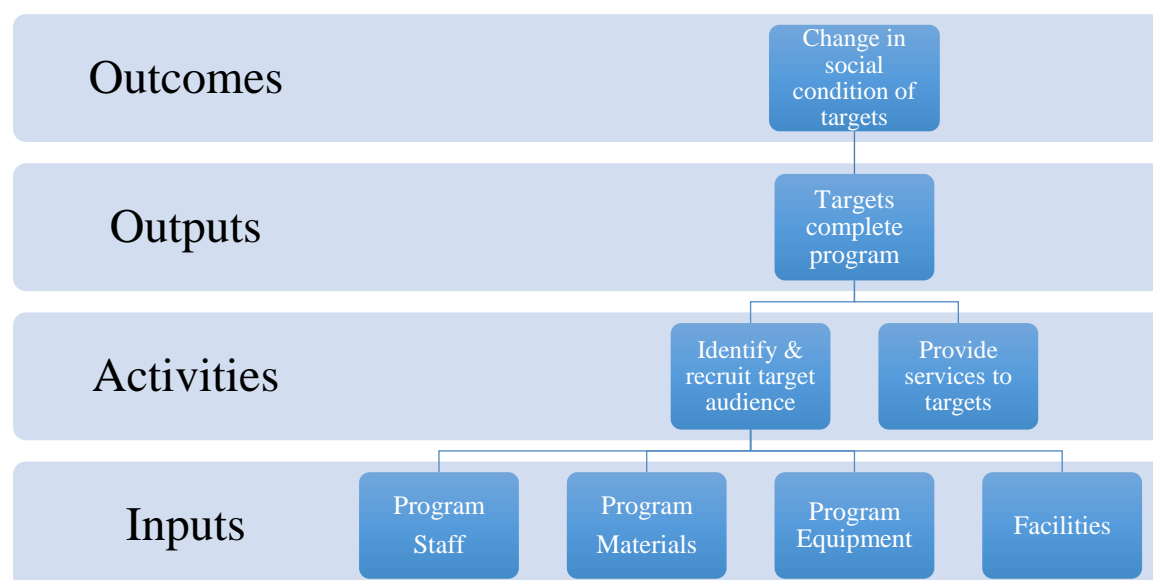 Outcomes
Change in
social
condition of
targets
Outputs
Targets
complete
program
Activities
Identify &
recruit target
audience
Provide
services to
targets
Inputs
Program
Staff
Program
Materials
Program
Equipment
Facilities